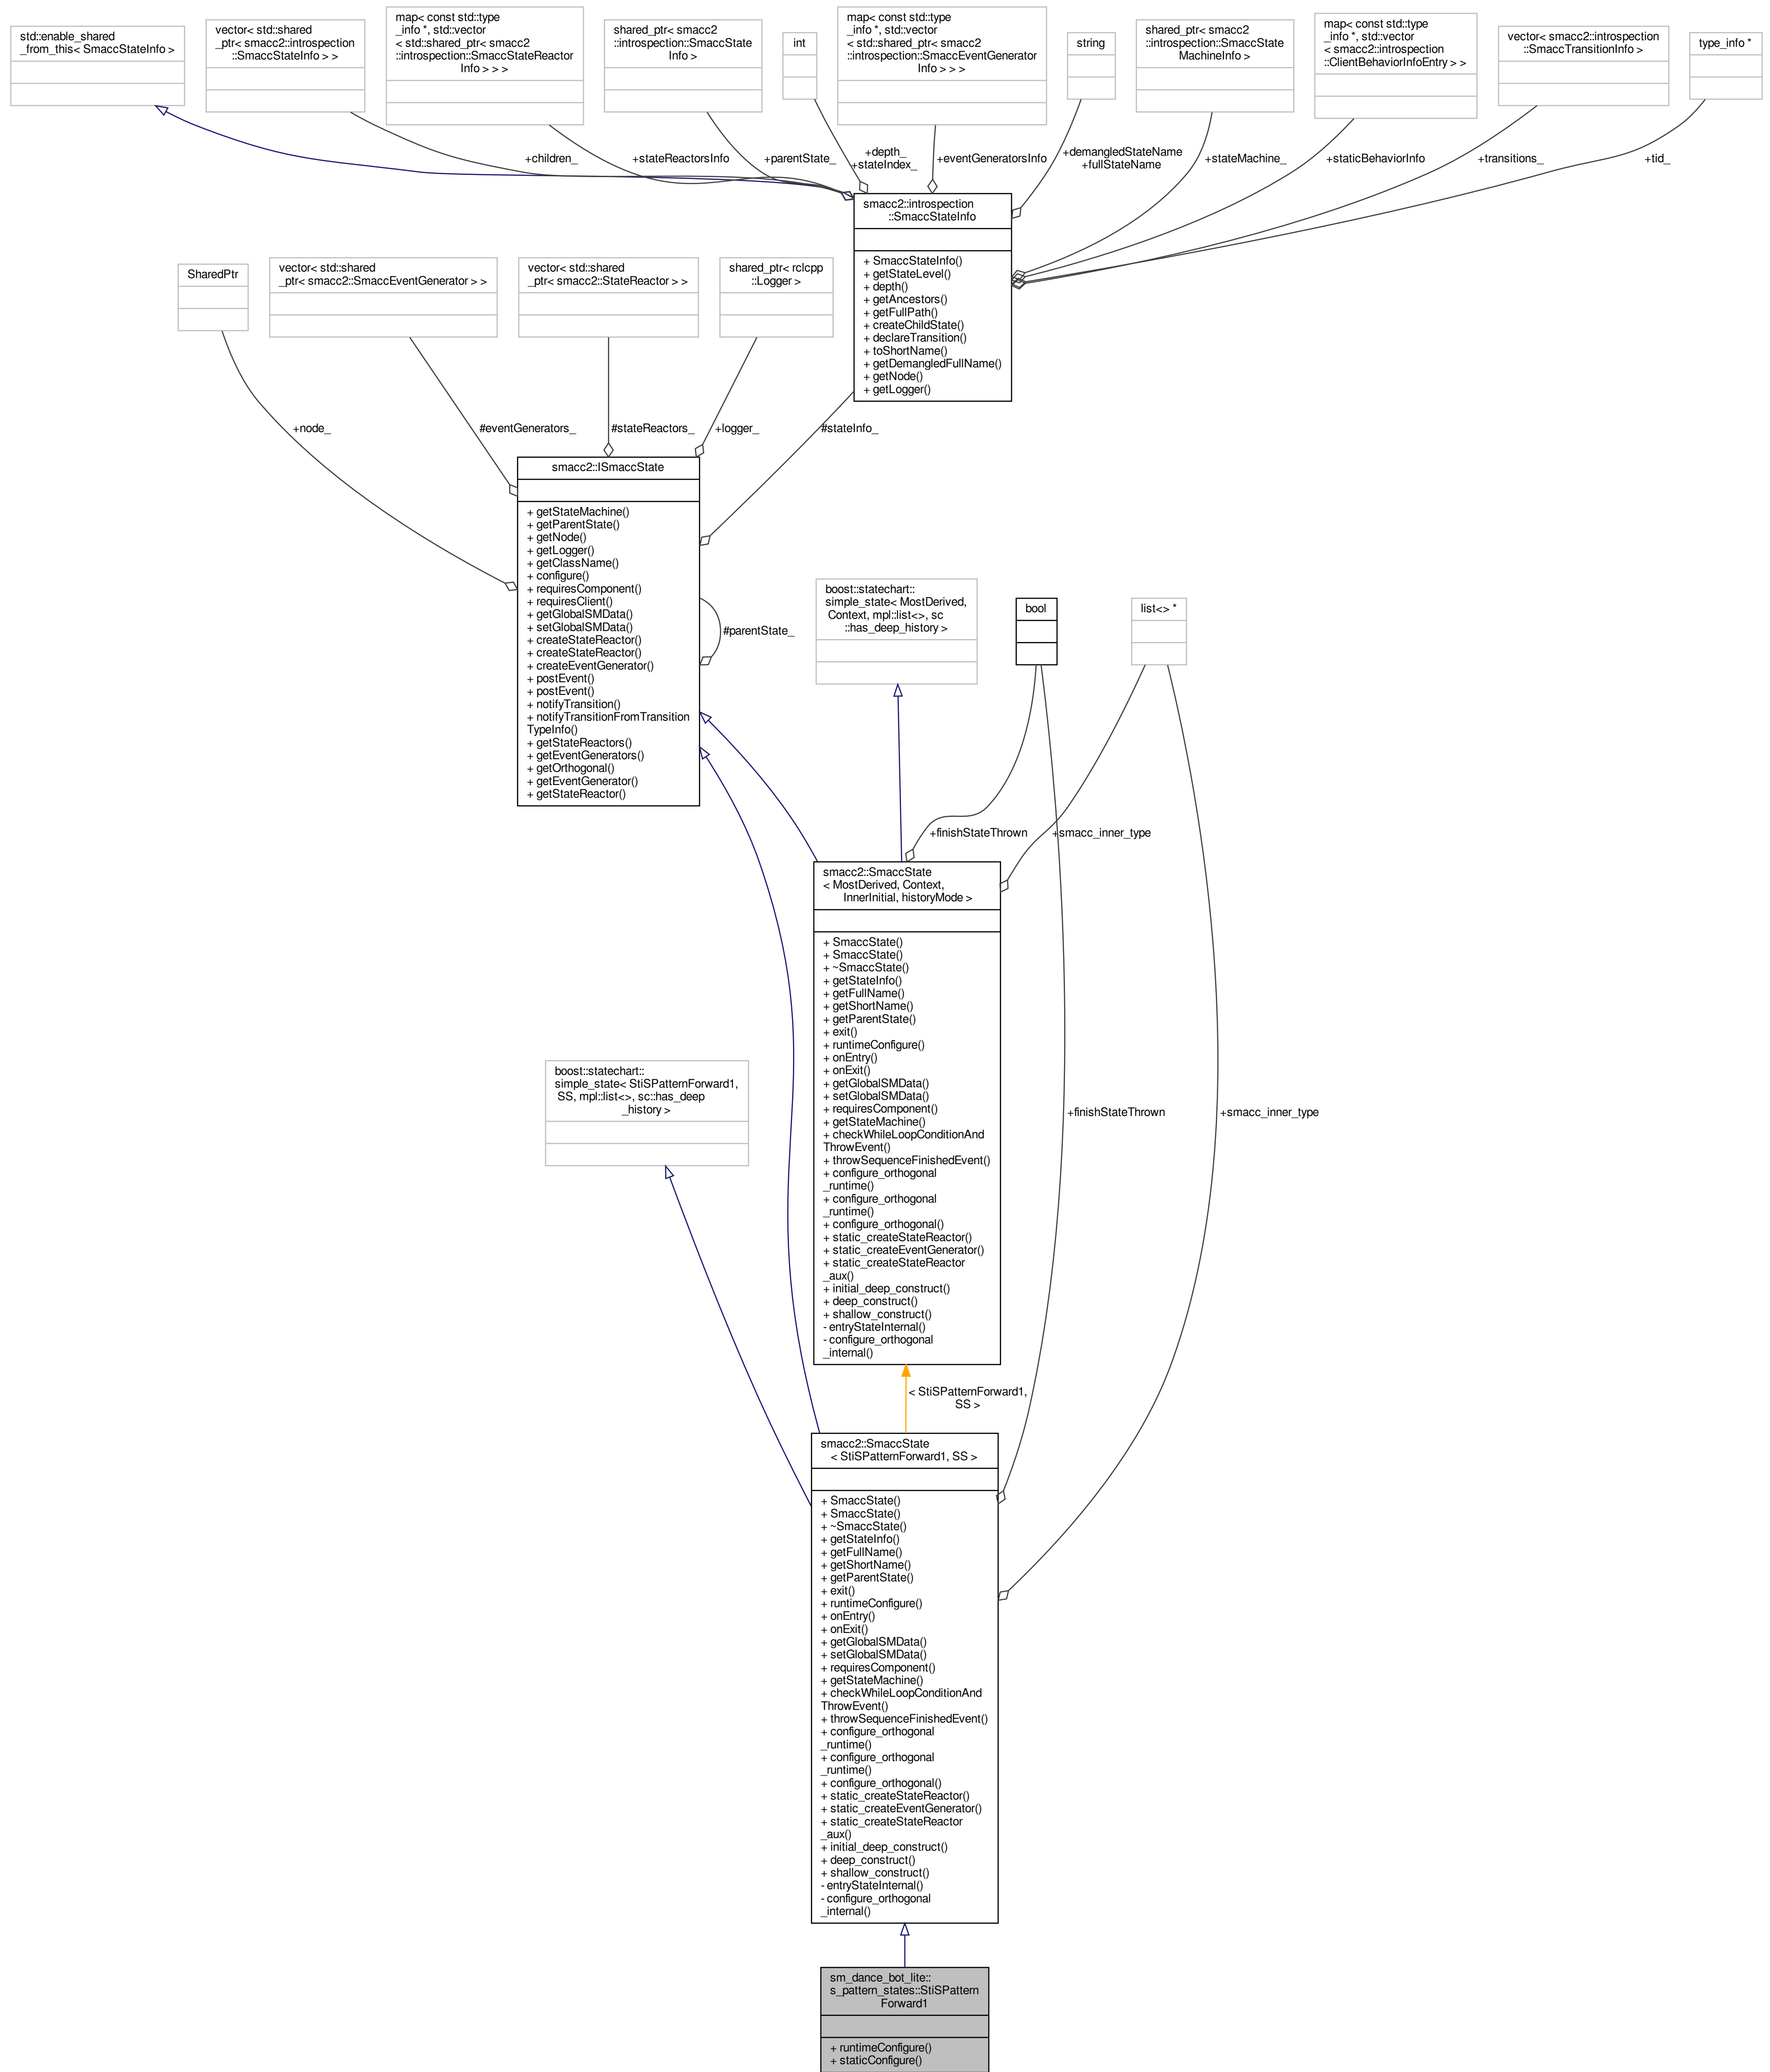 std::enable_shared
_from_this< SmaccStateInfo >
vector< std::shared
_ptr< smacc2::introspection
::SmaccStateInfo > >
map< const std::type
_info *, std::vector
< std::shared_ptr< smacc2
::introspection::SmaccStateReactor
Info > > >
shared_ptr< smacc2
::introspection::SmaccState
Info >
int
map< const std::type
_info *, std::vector
< std::shared_ptr< smacc2
::introspection::SmaccEventGenerator
Info > > >
string
shared_ptr< smacc2
::introspection::SmaccState
MachineInfo >
map< const std::type
_info *, std::vector
< smacc2::introspection
::ClientBehaviorInfoEntry > >
vector< smacc2::introspection
::SmaccTransitionInfo >
type_info *
+children_
+stateReactorsInfo
+parentState_
+depth_
+stateIndex_
+eventGeneratorsInfo
+demangledStateName
+fullStateName
+stateMachine_
+staticBehaviorInfo
+transitions_
+tid_
smacc2::introspection
::SmaccStateInfo
+ SmaccStateInfo()
+ getStateLevel()
+ depth()
+ getAncestors()
+ getFullPath()
+ createChildState()
+ declareTransition()
+ toShortName()
+ getDemangledFullName()
+ getNode()
+ getLogger()
SharedPtr
vector< std::shared
_ptr< smacc2::SmaccEventGenerator > >
vector< std::shared
_ptr< smacc2::StateReactor > >
shared_ptr< rclcpp
::Logger >
+node_
#eventGenerators_
#stateReactors_
+logger_
#stateInfo_
smacc2::ISmaccState
+ getStateMachine()
+ getParentState()
+ getNode()
+ getLogger()
+ getClassName()
+ configure()
+ requiresComponent()
+ requiresClient()
+ getGlobalSMData()
+ setGlobalSMData()
+ createStateReactor()
+ createStateReactor()
+ createEventGenerator()
+ postEvent()
+ postEvent()
+ notifyTransition()
+ notifyTransitionFromTransition
TypeInfo()
+ getStateReactors()
+ getEventGenerators()
+ getOrthogonal()
+ getEventGenerator()
+ getStateReactor()
#parentState_
boost::statechart::
simple_state< MostDerived,
Context, mpl::list<>, sc
::has_deep_history >
bool
list<> *
+finishStateThrown
+smacc_inner_type
smacc2::SmaccState
< MostDerived, Context,
InnerInitial, historyMode >
+ SmaccState()
+ SmaccState()
+ ~SmaccState()
+ getStateInfo()
+ getFullName()
+ getShortName()
+ getParentState()
+ exit()
+ runtimeConfigure()
+ onEntry()
+ onExit()
+ getGlobalSMData()
+ setGlobalSMData()
+ requiresComponent()
+ getStateMachine()
+ checkWhileLoopConditionAnd
ThrowEvent()
+ throwSequenceFinishedEvent()
+ configure_orthogonal
_runtime()
+ configure_orthogonal
_runtime()
+ configure_orthogonal()
+ static_createStateReactor()
+ static_createEventGenerator()
+ static_createStateReactor
_aux()
+ initial_deep_construct()
+ deep_construct()
+ shallow_construct()
- entryStateInternal()
- configure_orthogonal
_internal()
boost::statechart::
simple_state< StiSPatternForward1,
SS, mpl::list<>, sc::has_deep
_history >
+finishStateThrown
+smacc_inner_type
< StiSPatternForward1,
SS >
smacc2::SmaccState
< StiSPatternForward1, SS >
+ SmaccState()
+ SmaccState()
+ ~SmaccState()
+ getStateInfo()
+ getFullName()
+ getShortName()
+ getParentState()
+ exit()
+ runtimeConfigure()
+ onEntry()
+ onExit()
+ getGlobalSMData()
+ setGlobalSMData()
+ requiresComponent()
+ getStateMachine()
+ checkWhileLoopConditionAnd
ThrowEvent()
+ throwSequenceFinishedEvent()
+ configure_orthogonal
_runtime()
+ configure_orthogonal
_runtime()
+ configure_orthogonal()
+ static_createStateReactor()
+ static_createEventGenerator()
+ static_createStateReactor
_aux()
+ initial_deep_construct()
+ deep_construct()
+ shallow_construct()
- entryStateInternal()
- configure_orthogonal
_internal()
sm_dance_bot_lite::
s_pattern_states::StiSPattern
Forward1
+ runtimeConfigure()
+ staticConfigure()